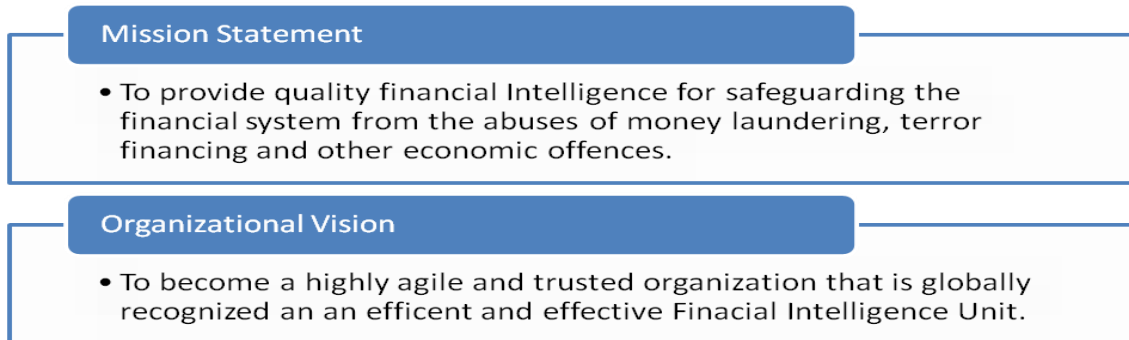 Mission Statement
• To provide quality financial Intelligence for safeguarding the
financial system from the abuses of money laundering, terror
financing and other economic offences.
Organizational Vision
• To become a highly agile and trusted organization that is globally
recognized an an efficent and effective Finacial Intelligence Unit.